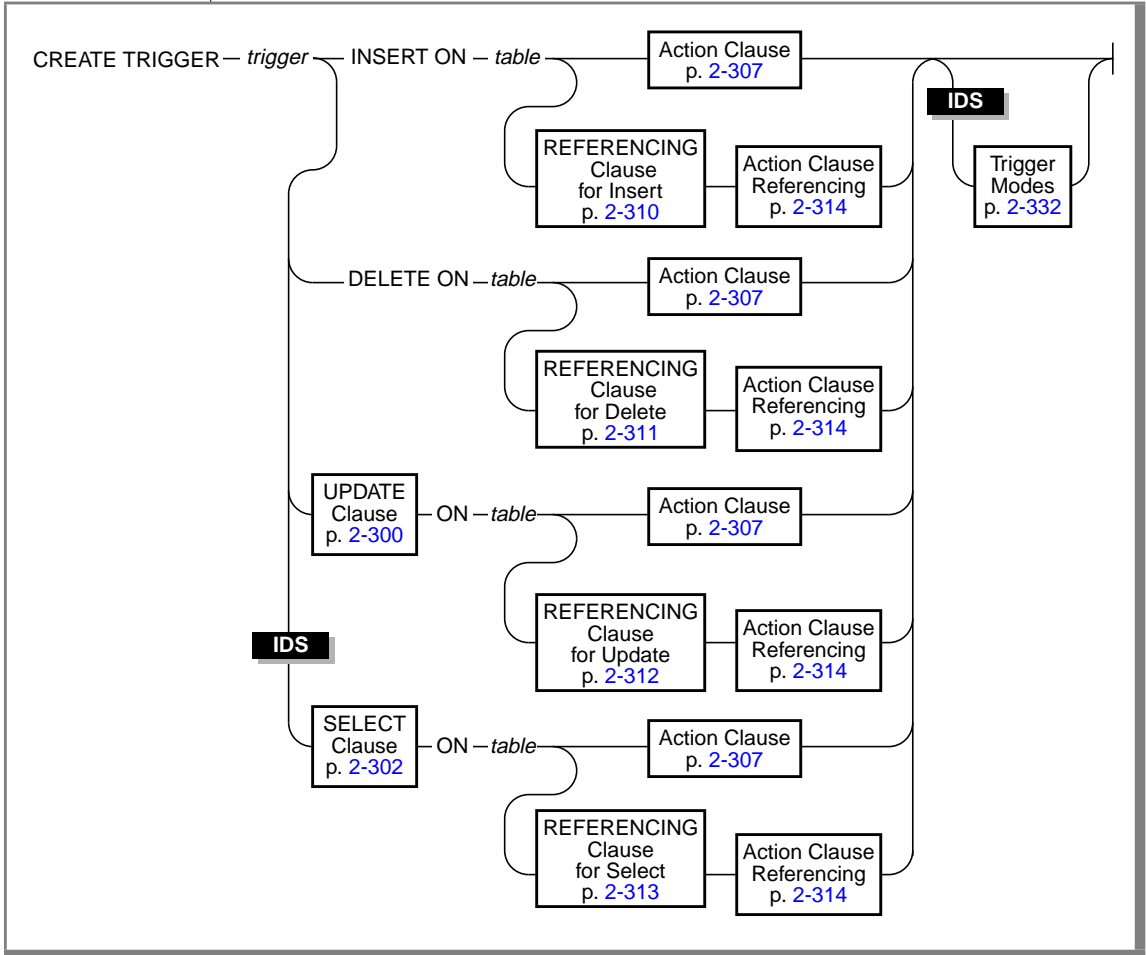 CREATE TRIGGER trigger INSERT ON table
Action Clause
p. 2-307
IDS
REFERENCING
Clause
for Insert
p. 2-310
Action Clause
Referencing
p. 2-314
Trigger
Modes
p. 2-332
DELETE ON table
Action Clause
p. 2-307
REFERENCING
Clause
for Delete
p. 2-311
Action Clause
Referencing
p. 2-314
UPDATE
Clause
p. 2-300
ON table
Action Clause
p. 2-307
REFERENCING
Clause
for Update
p. 2-312
Action Clause
Referencing
p. 2-314
IDS
SELECT
Clause
p. 2-302
ON table
Action Clause
p. 2-307
REFERENCING
Clause
for Select
p. 2-313
Action Clause
Referencing
p. 2-314